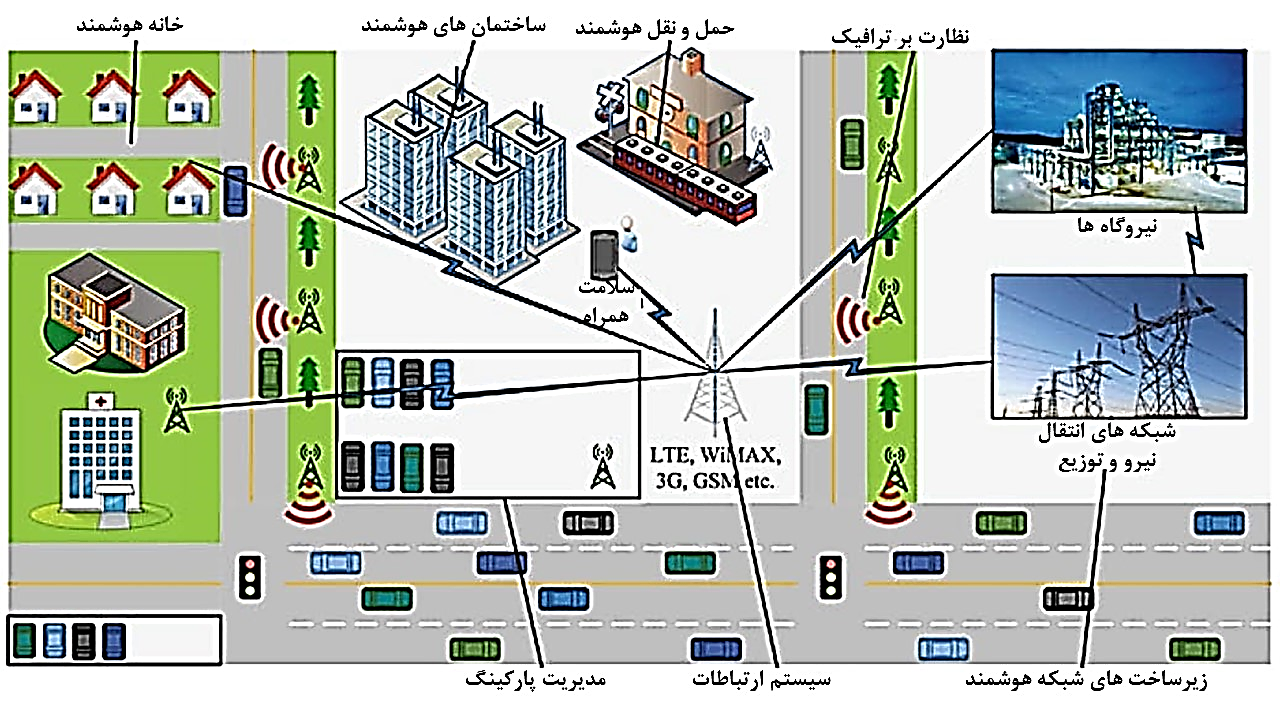 خانه هوشمند
ساختمان های هوشمند
حمل و نقل هوشمند
نظارت بر ترافیک
نیروگاه ها
سلامت
همراه
شبکه های انتقال
نیرو و توزیع
LTE, WiMAX,
3G, GSM etc.
مدیریت پارکینگ
سیستم ارتباطات
زیرساخت های شبکه هوشمند